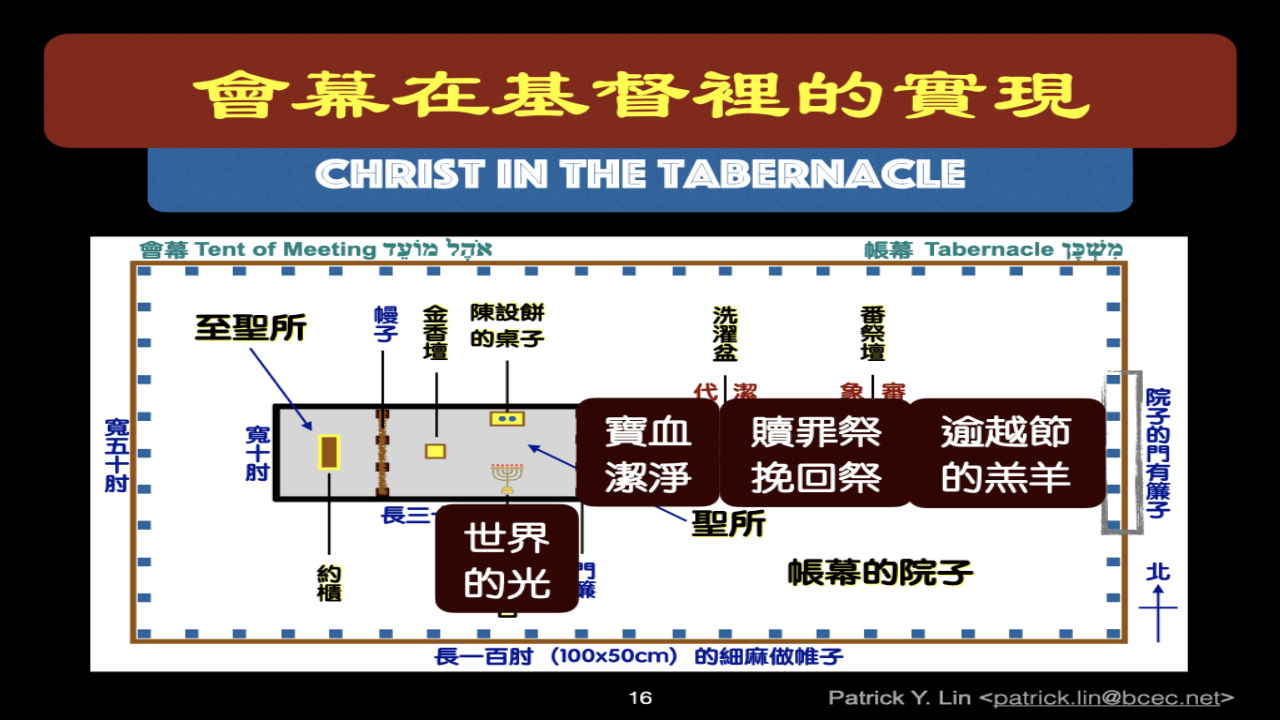 會幕在基督裡的實現
CHRIST IN THE TABERNACLE
會幕 Tent of Meeting אֹהֶל מוֹעֵד
帳幕 Tabernacle מִשְׁכָּן
至聖所
幔子
金香壇
陳設餅
的桌子
洗濯盆
番祭壇
代 潔
象 審
寬五十肘
寬十肘
寶血
潔淨
贖罪祭
挽回祭
逾越節
的羔羊
院子的門有簾子
長三十
聖所
世界
的光
門簾
約櫃
帳幕的院子
北
長一百肘 (100x50cm) 的細麻做帷子
16
Patrick Y. Lin <patrick.lin@bcec.net>